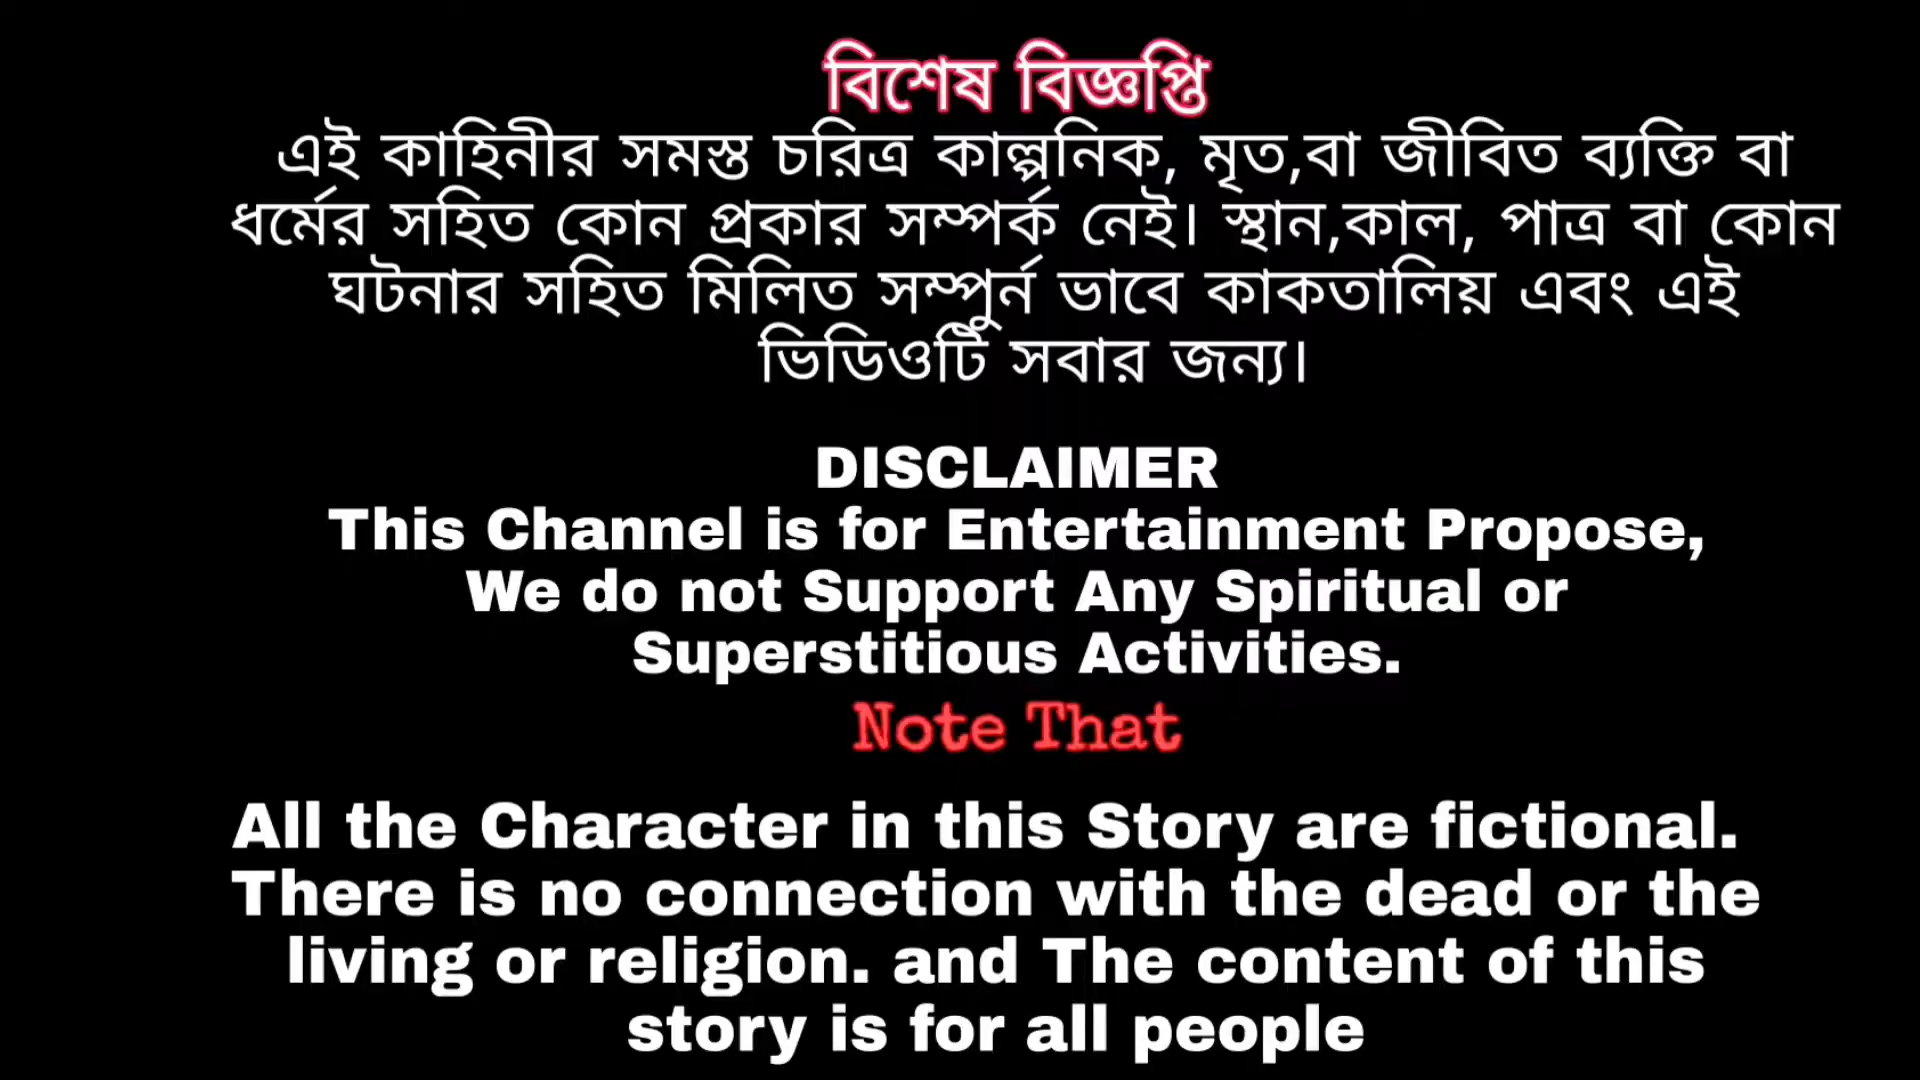 বিশেষ বিজ্ঞপ্তি
এই কাহিনীর সমস্ত চরিত্র কাল্পনিক, মৃত,বা জীবিত ব্যক্তি বা
ধর্মের সহিত কোন প্রকার সম্পর্ক নেই। স্থান,কাল, পাত্র বা কোন
ঘটনার সহিত মিলিত সম্পুর্ন ভাবে কাকতালিয় এবং এই
ভিডিওটি সবার জন্য।
DISCLAIMER
This Channel is for Entertainment Propose,
We do not Support Any Spiritual or
Superstitious Activities.
Note That
All the Character in this Story are fictional.
There is no connection with the dead or the
living or religion. and The content of this
story is for all people